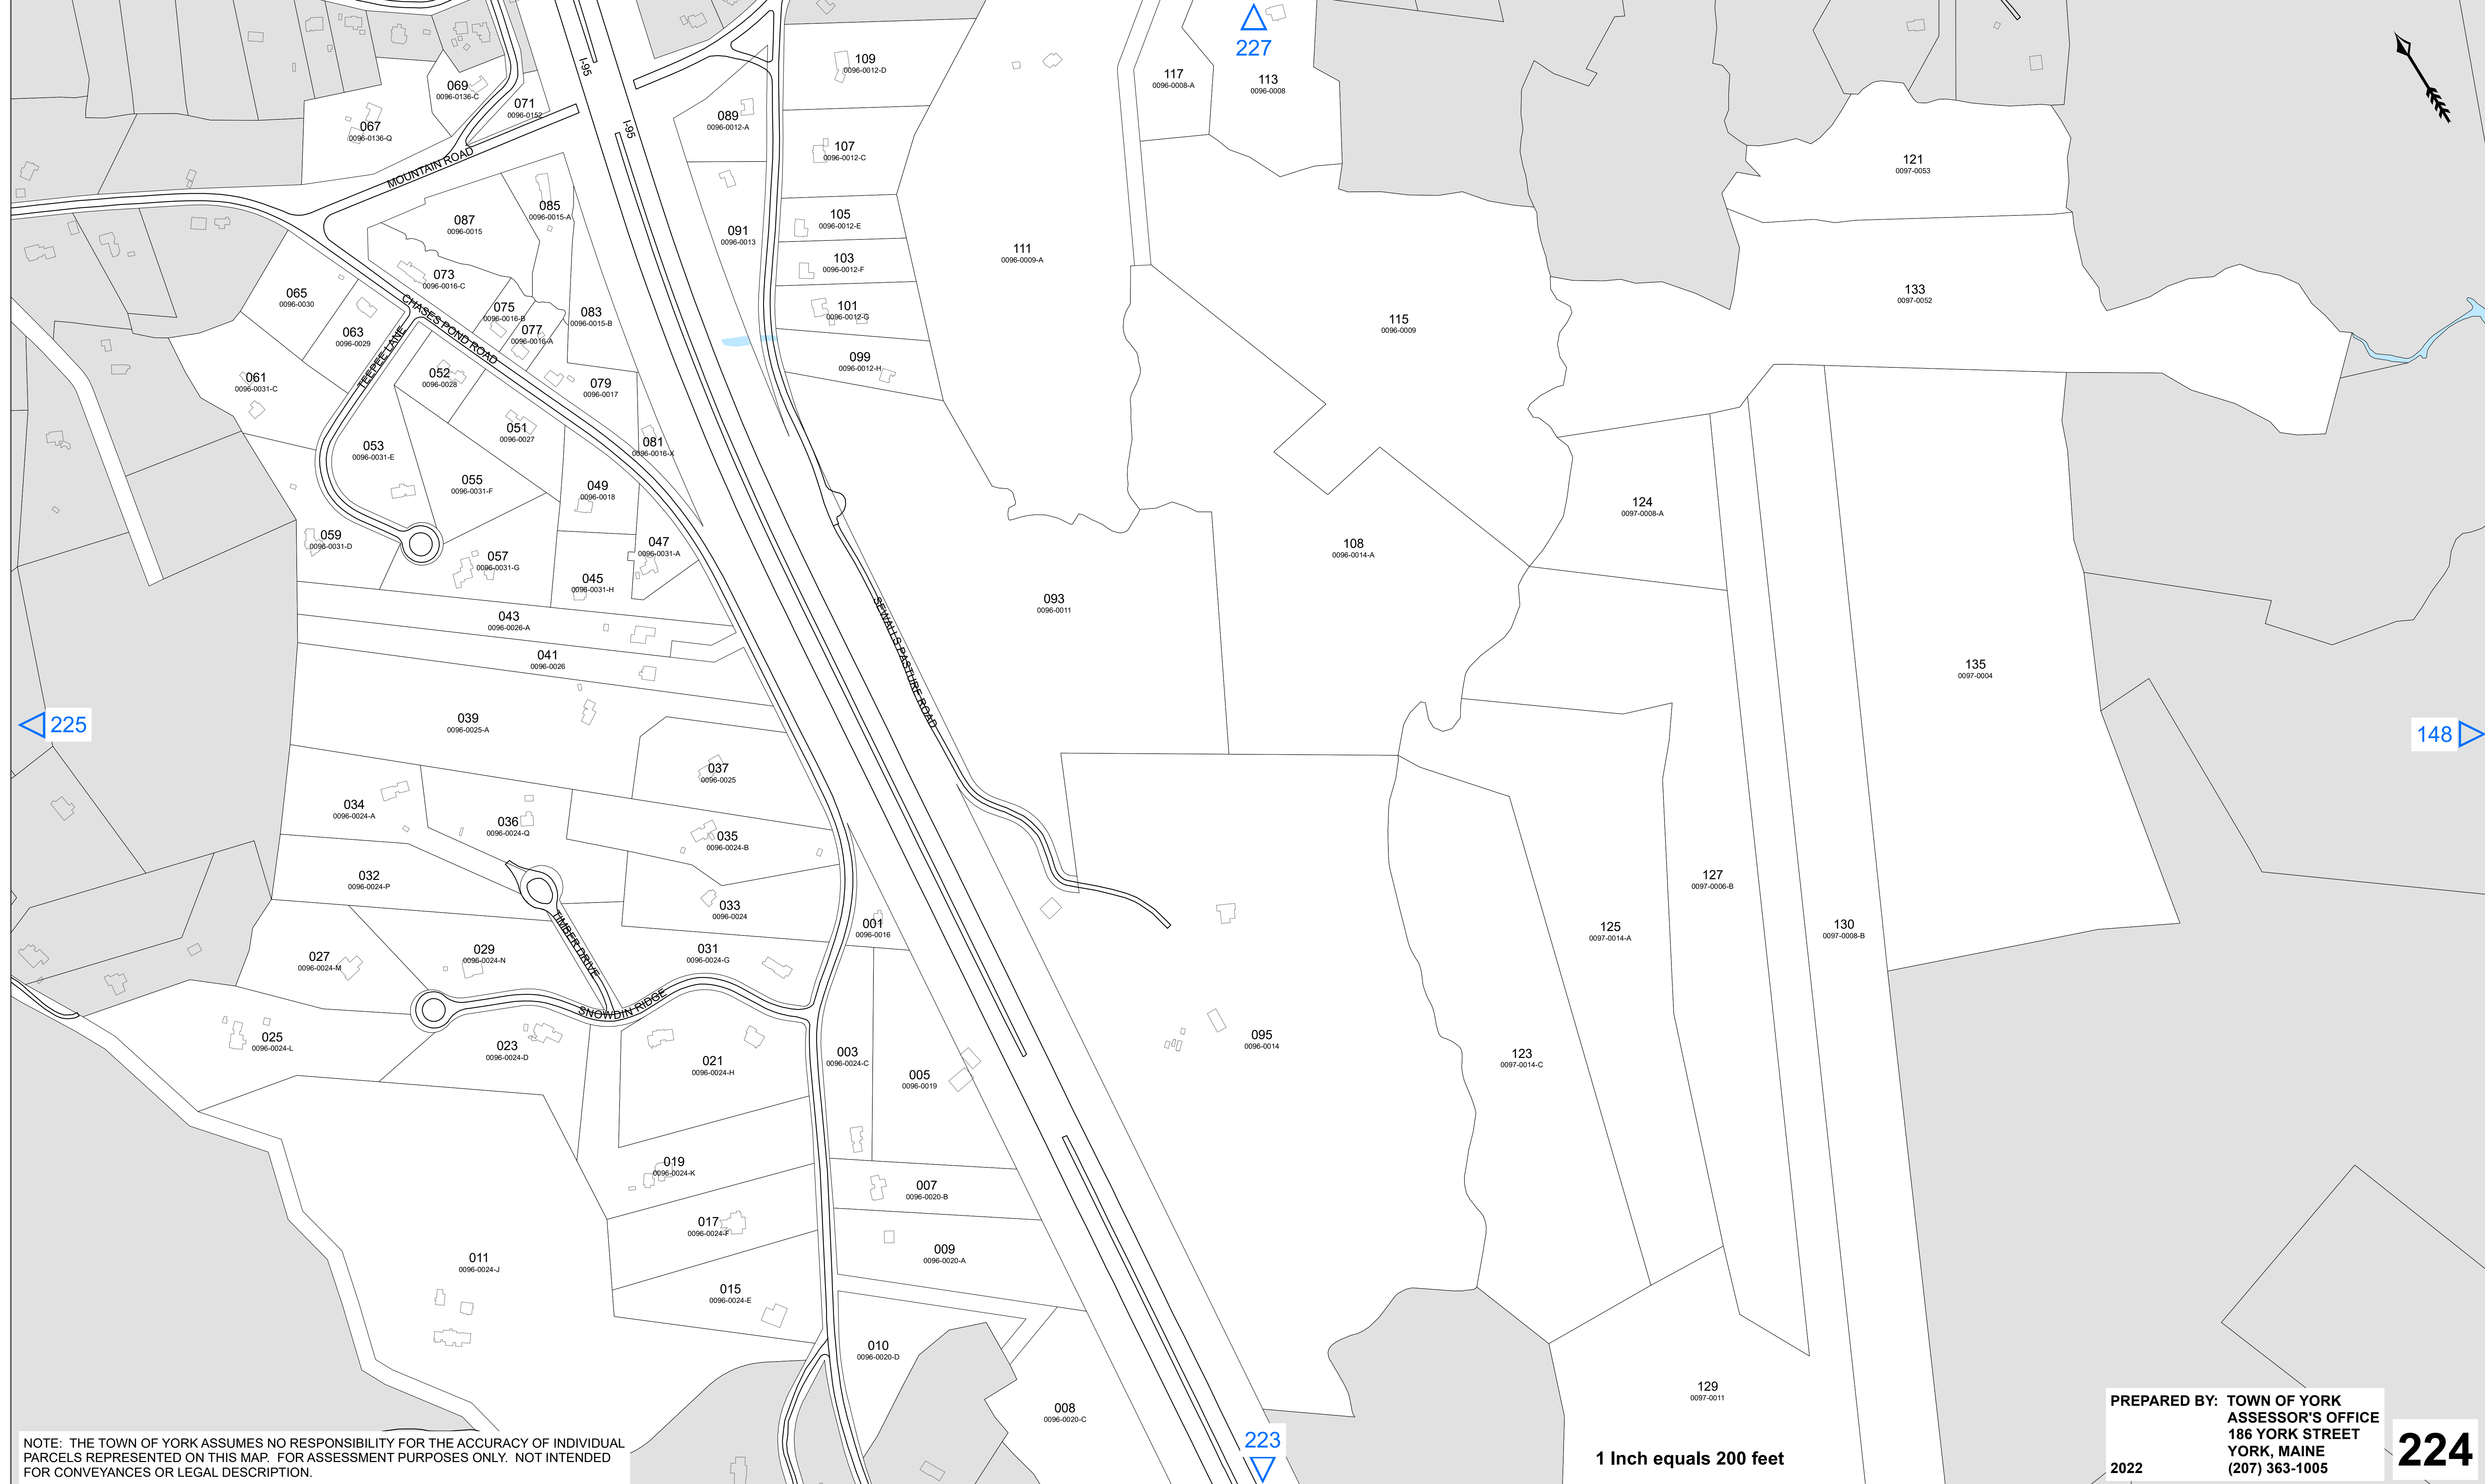 227
I-95
I-95
109
0096-0012-D
117
0096-0008-A
113
0096-0008
069
0096-0136-C
071
0096-0152
067
0096-0136-Q
089
0096-0012-A
MOUNTAIN ROAD
107
0096-0012-C
121
0097-0053
087
0096-0015
085
0096-0015-A
091
0096-0013
105
0096-0012-E
103
0096-0012-F
111
0096-0009-A
073
0096-0016-C
065
0096-0030
CHASES POND ROAD
075
0096-0016-B
083
0096-0015-B
101
0096-0012-G
133
0097-0052
115
0096-0009
063
0096-0029
077
0096-0016-A
TEEPEE LANE
061
0096-0031-C
052
0096-0028
079
0096-0017
099
0096-0012-H
051
0096-0027
081
0096-0016-X
053
0096-0031-E
055
0096-0031-F
049
0096-0018
124
0097-0008-A
059
0096-0031-D
057
0096-0031-G
047
0096-0031-A
108
0096-0014-A
045
0096-0031-H
093
0096-0011
043
0096-0026-A
SEWALLS PASTURE ROAD
041
0096-0026
135
0097-0004
225
039
0096-0025-A
148
037
0096-0025
034
0096-0024-A
036
0096-0024-Q
035
0096-0024-B
032
0096-0024-P
127
0097-0006-B
033
0096-0024
001
0096-0016
125
0097-0014-A
130
0097-0008-B
TIMBER DRIVE
027
0096-0024-M
029
0096-0024-N
031
0096-0024-G
SNOWDIN RIDGE
025
0096-0024-L
023
0096-0024-D
021
0096-0024-H
003
0096-0024-C
005
0096-0019
095
0096-0014
123
0097-0014-C
019
0096-0024-K
007
0096-0020-B
017
0096-0024-F
009
0096-0020-A
011
0096-0024-J
015
0096-0024-E
010
0096-0020-D
129
0097-0011
008
0096-0020-C
223
1 Inch equals 200 feet
NOTE: THE TOWN OF YORK ASSUMES NO RESPONSIBILITY FOR THE ACCURACY OF INDIVIDUAL
PARCELS REPRESENTED ON THIS MAP. FOR ASSESSMENT PURPOSES ONLY. NOT INTENDED
FOR CONVEYANCES OR LEGAL DESCRIPTION.
PREPARED BY: TOWN OF YORK
ASSESSOR'S OFFICE
186 YORK STREET
YORK, MAINE
2022 (207) 363-1005
224